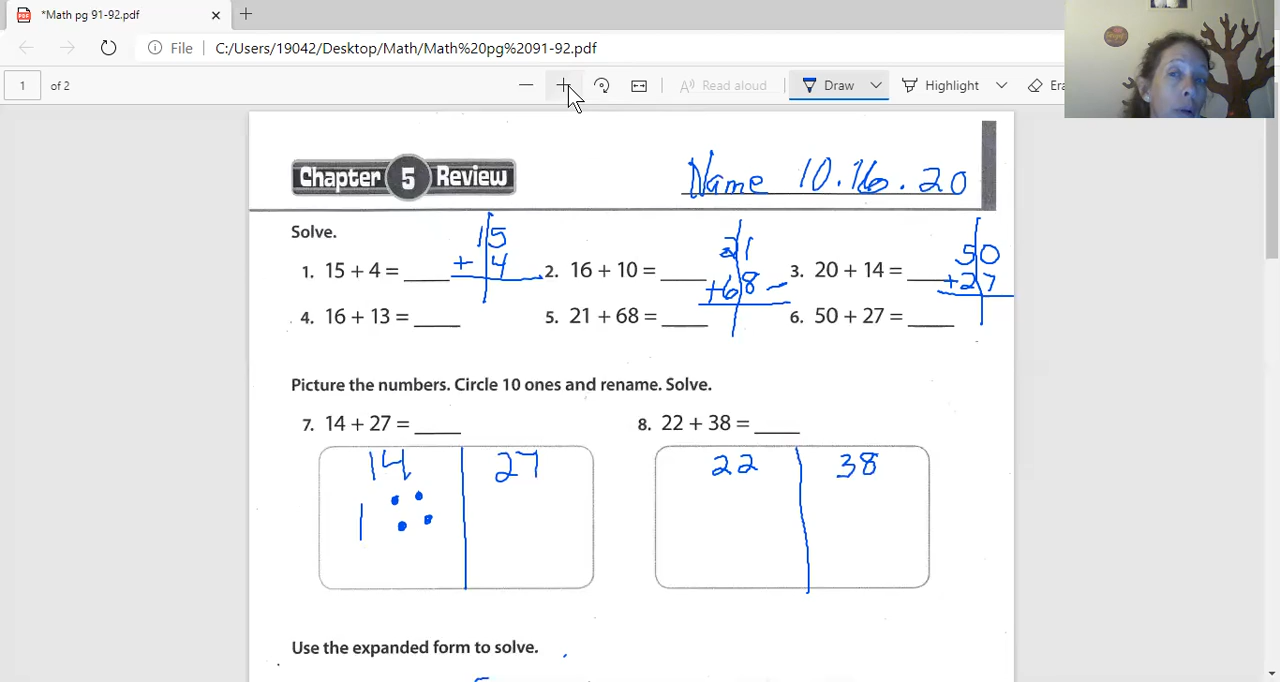 *Math pg 91-92.pdf
File C:/Users/19042/Desktop/Math/Math%20pg%2091-92.pdf
1 of 2 Read aloud Draw Highlight Era
Chapter 5 Review Name 10.16.20
Solve.
15
+ 4
21
+68
50
+27
1. 15 + 4 = ____ 2. 16 + 10 = ____ 3. 20 + 14 = ____
4. 16 + 13 = ____ 5. 21 + 68 = ____ 6. 50 + 27 = ____
Picture the numbers. Circle 10 ones and rename. Solve.
7. 14 + 27 = ____ 8. 22 + 38 = ____
14 27 22 38
Use the expanded form to solve.